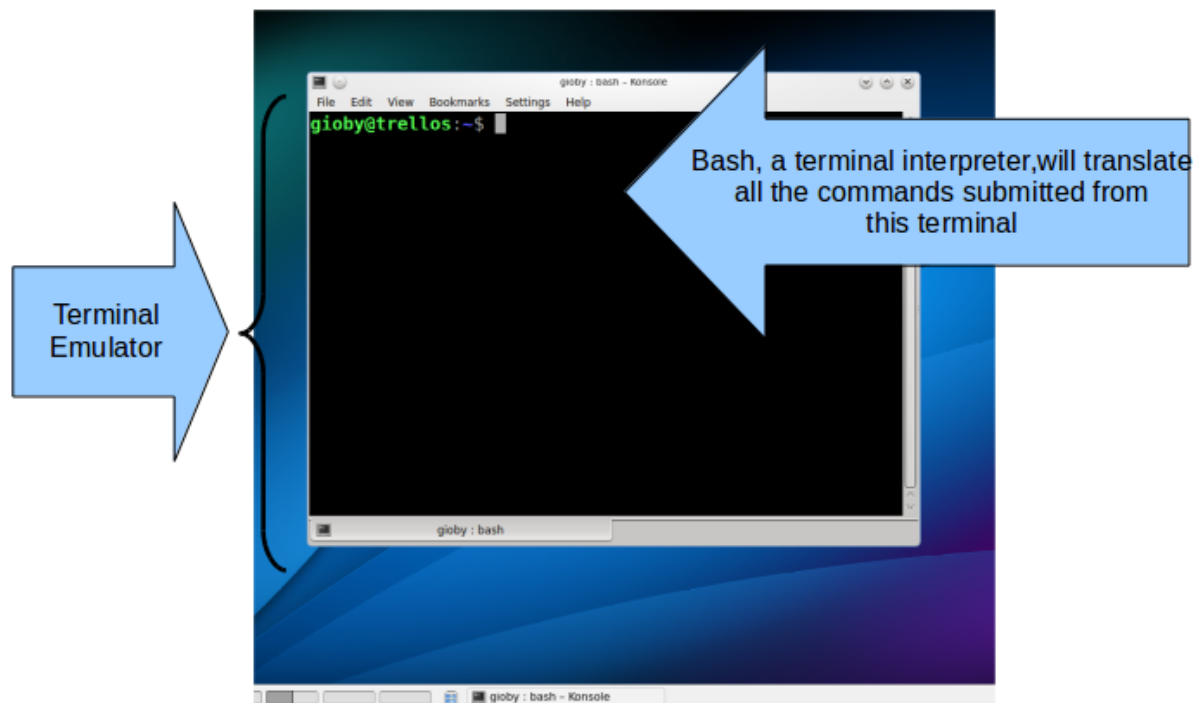 gioby : bash – Konsole
File Edit View Bookmarks Settings Help
gioby@trellos:~$
Bash, a terminal interpreter,will translate
all the commands submitted from
this terminal
Terminal
Emulator
gioby : bash
gioby : bash – Konsole